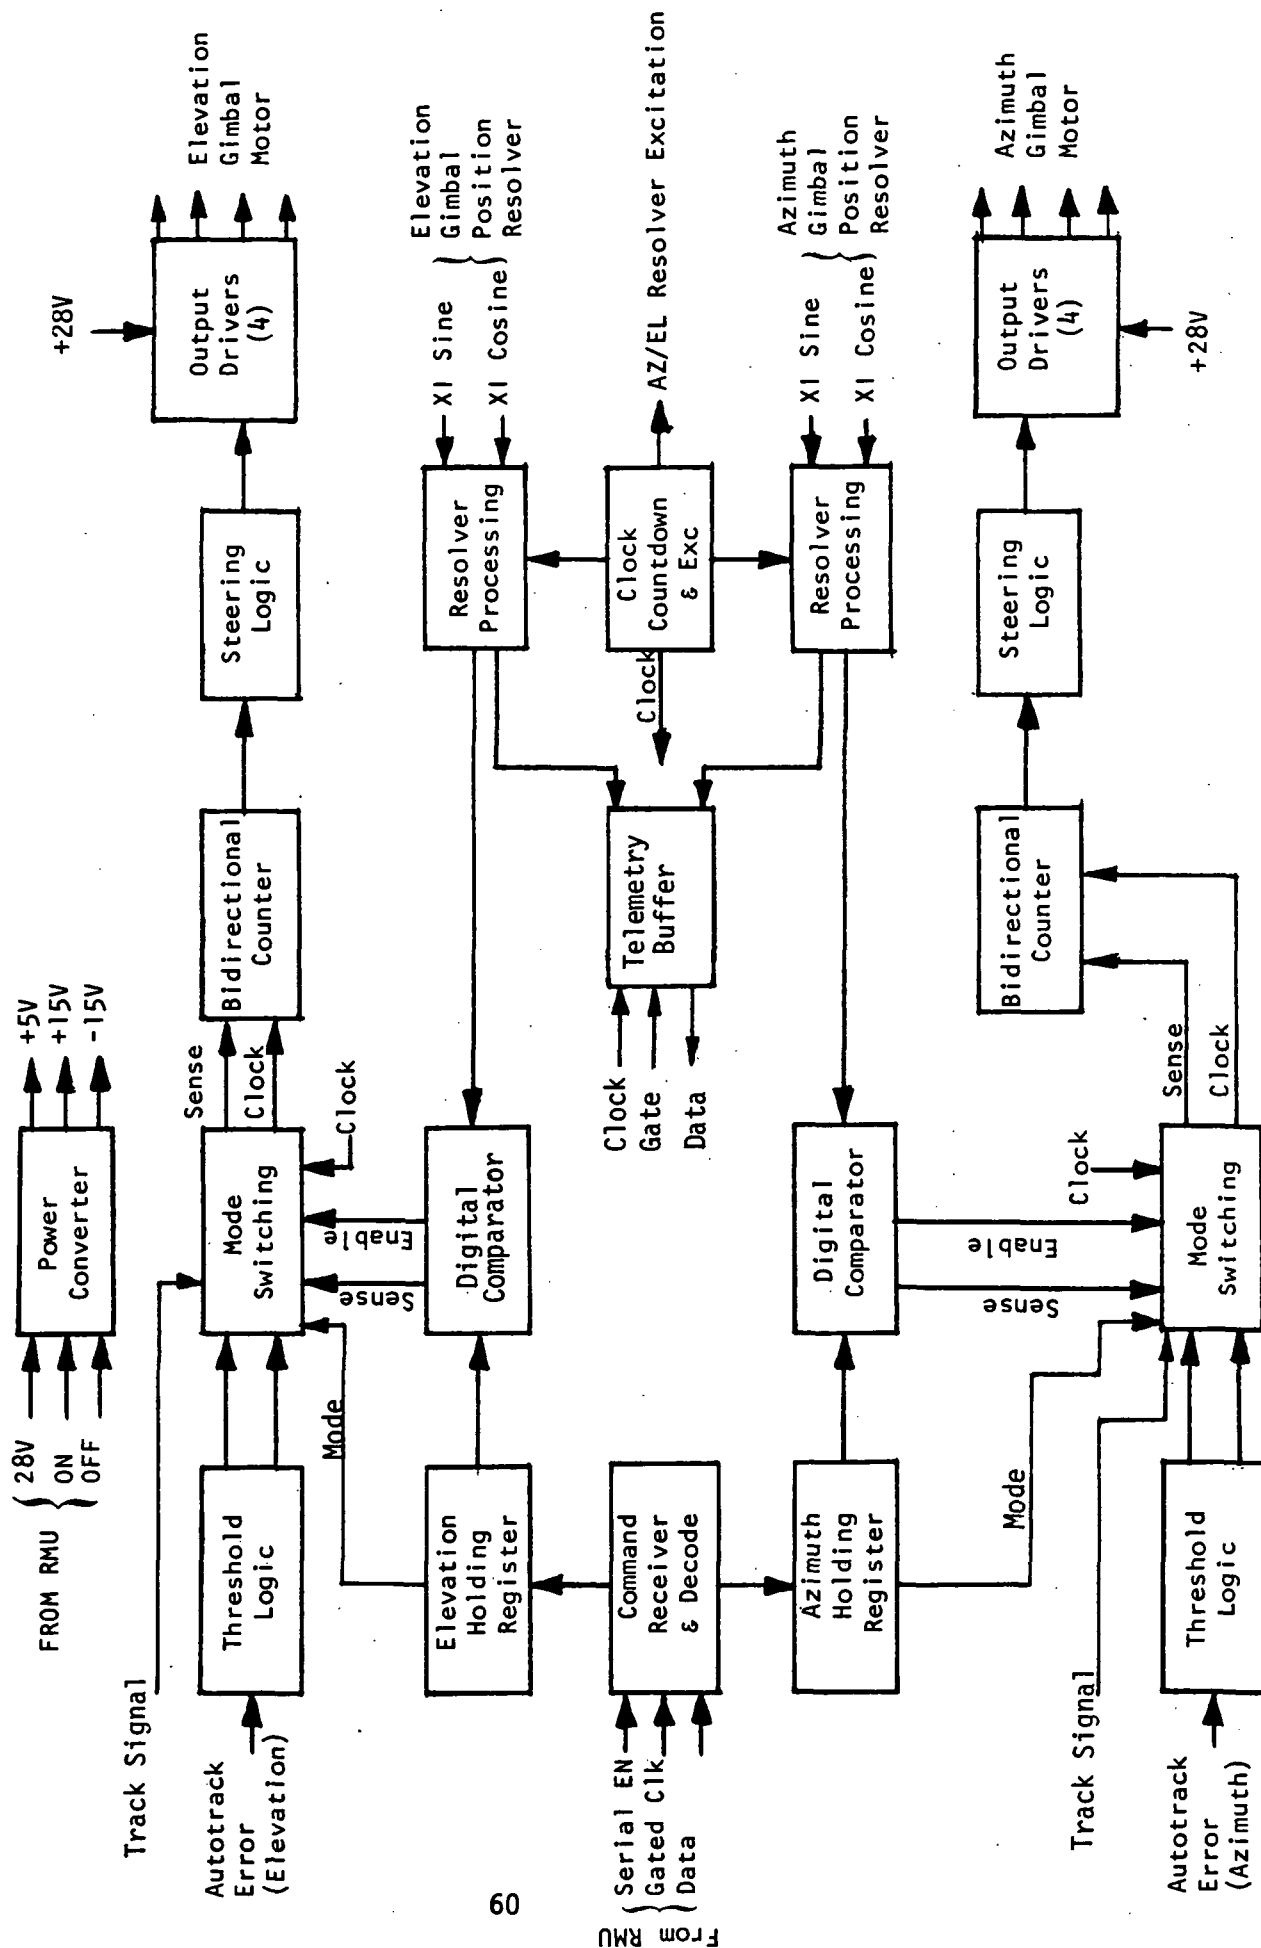 FROM RMU
28V
ON
OFF
Power
Converter
+5V
+15V
-15V
Track Signal
Autotrack
Error
(Elevation)
Threshold
Logic
Mode
Switching
Sense
Clock
Clock
Bidirectional
Counter
Steering
Logic
+28V
Output
Drivers
(4)
Elevation
Gimbal
Motor
Mode
Sense
Enable
Elevation
Holding
Register
Digital
Comparator
Resolver
Processing
X1 Sine
X1 Cosine
Elevation
Gimbal
Position
Resolver
From
RMU
Serial EN
Gated Clk
Data
Command
Receiver
& Decode
Clock
Gate
Data
Telemetry
Buffer
Clock
Clock
Countdown
& Exc
AZ/EL Resolver Excitation
Azimuth
Holding
Register
Digital
Comparator
Resolver
Processing
X1 Sine
X1 Cosine
Azimuth
Gimbal
Position
Resolver
Mode
Sense
Enable
Clock
Track Signal
Autotrack
Error
(Azimuth)
Threshold
Logic
Mode
Switching
Sense
Clock
Bidirectional
Counter
Steering
Logic
Output
Drivers
(4)
+28V
Azimuth
Gimbal
Motor
60